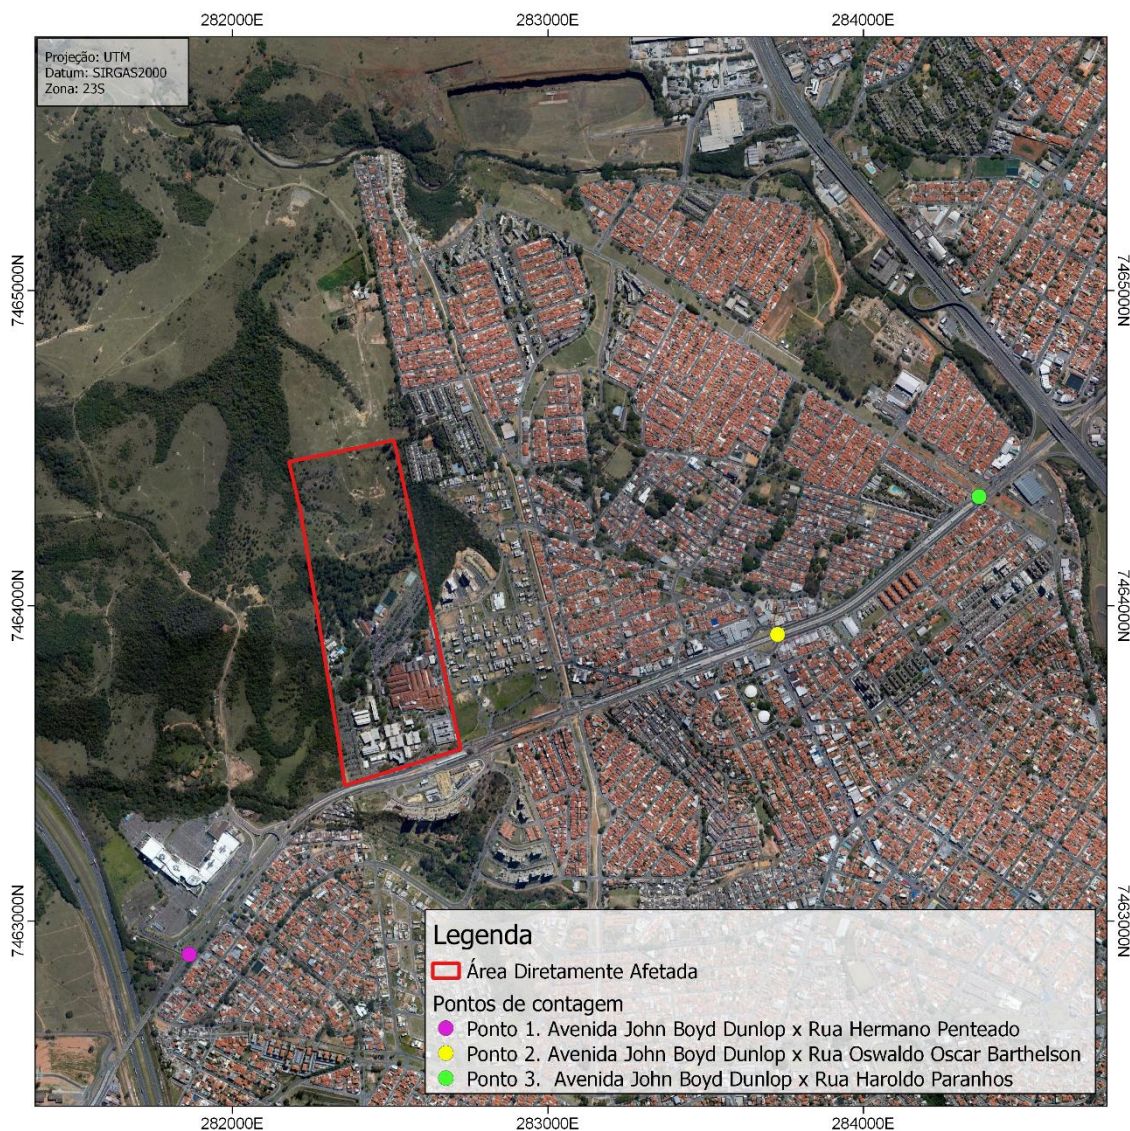 282000E
283000E
284000E
Projeção: UTM
Datum: SIRGAS2000
Zona: 23S
7465000N
7465000N
7464000N
7464000N
7463000N
7463000N
Legenda
Área Diretamente Afetada
Pontos de contagem
Ponto 1. Avenida John Boyd Dunlop x Rua Hermano Penteado
Ponto 2. Avenida John Boyd Dunlop x Rua Oswaldo Oscar Barthelson
Ponto 3. Avenida John Boyd Dunlop x Rua Haroldo Paranhos
282000E
283000E
284000E